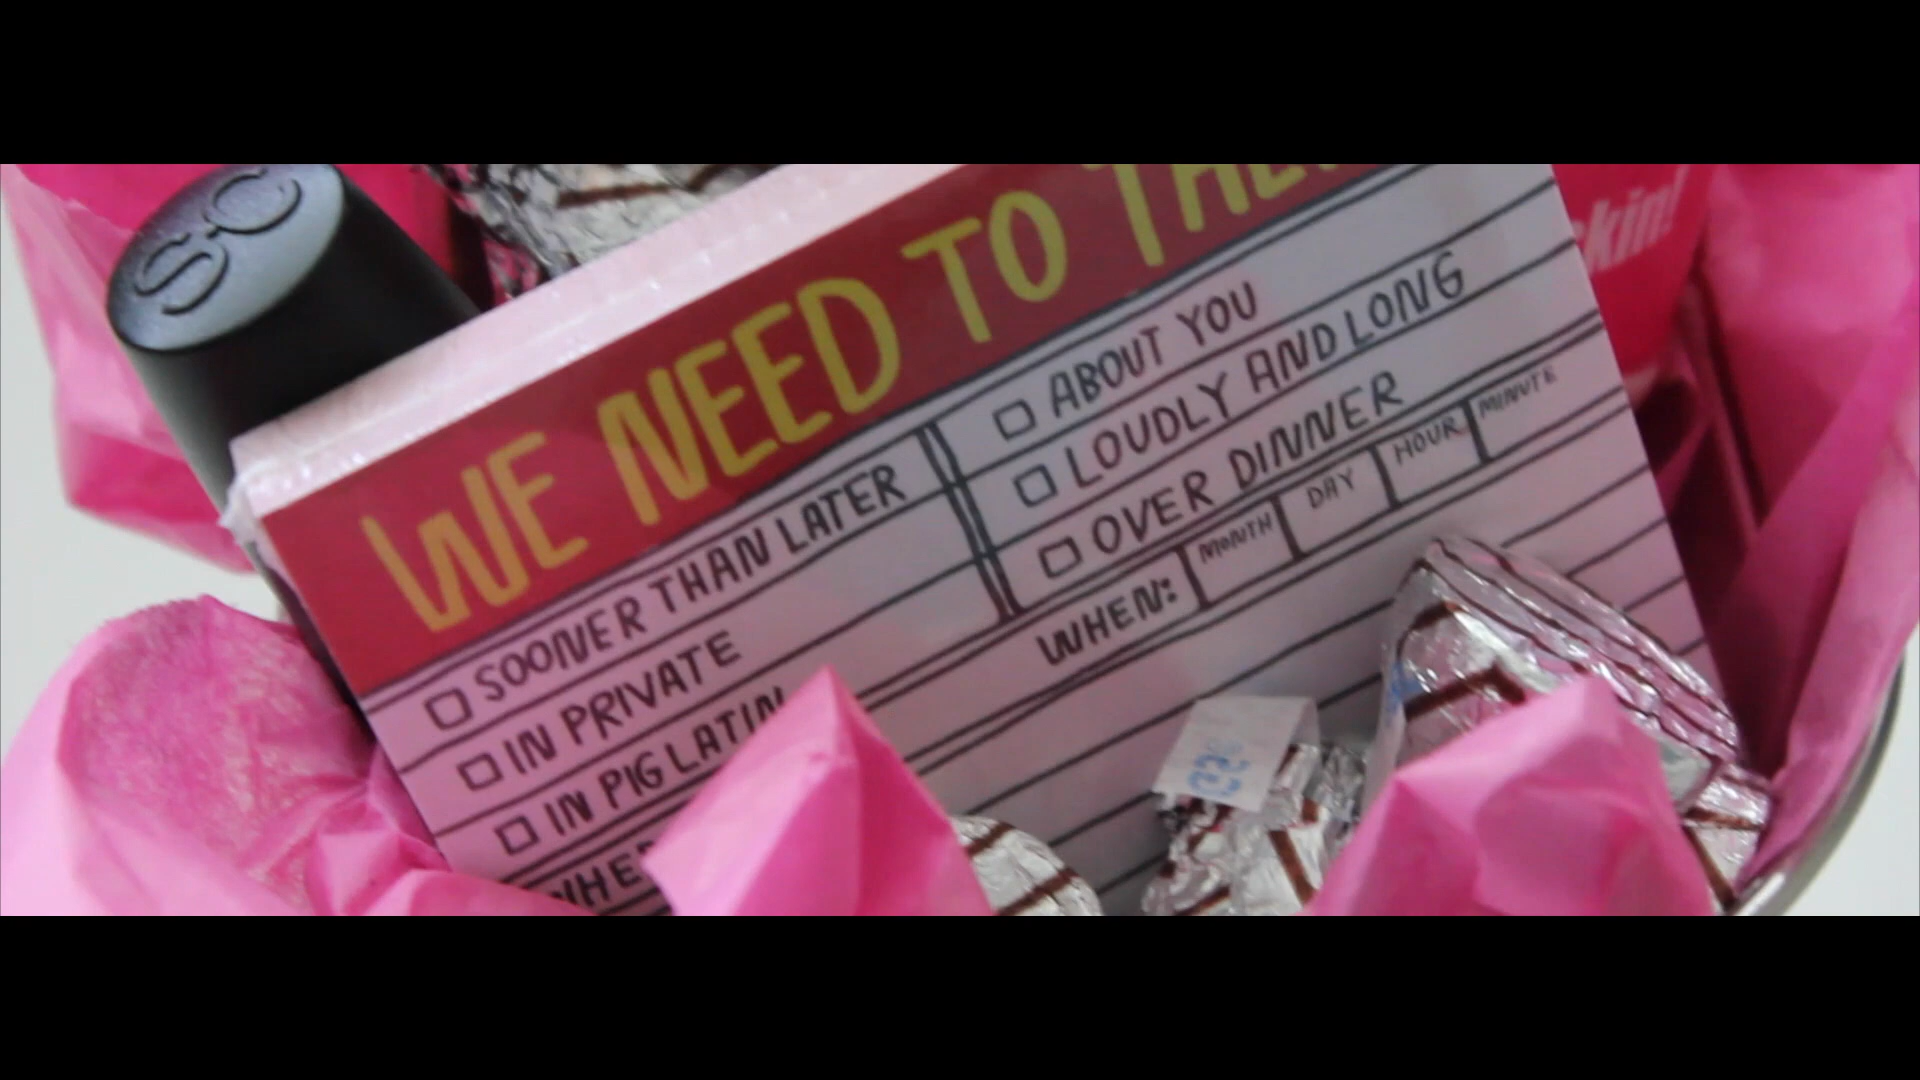 S·C
WE NEED TO TALK
SOONER THAN LATER
IN PRIVATE
IN PIG LATIN
ABOUT YOU
LOUDLY AND LONG
OVER DINNER
WHEN: MONTH DAY HOUR MINUTE